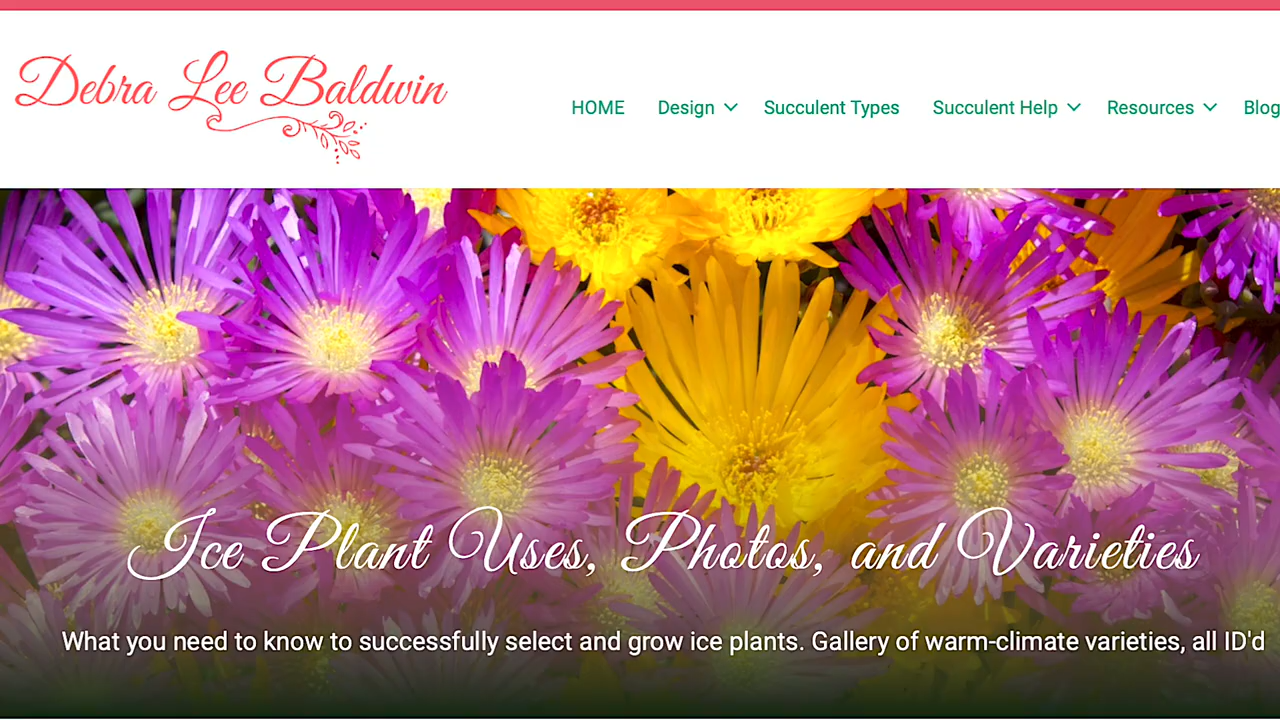 Debra Lee Baldwin
HOME Design Succulent Types Succulent Help Resources Blog
Ice Plant Uses, Photos, and Varieties
What you need to know to successfully select and grow ice plants. Gallery of warm-climate varieties, all ID'd